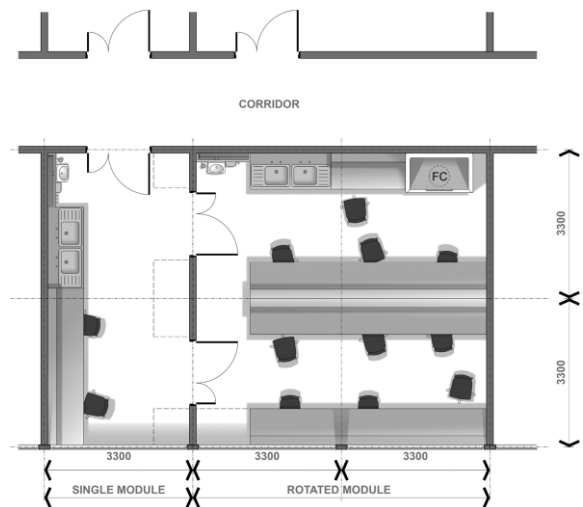 CORRIDOR
FC
3300
3300
3300
3300
3300
SINGLE MODULE
ROTATED MODULE